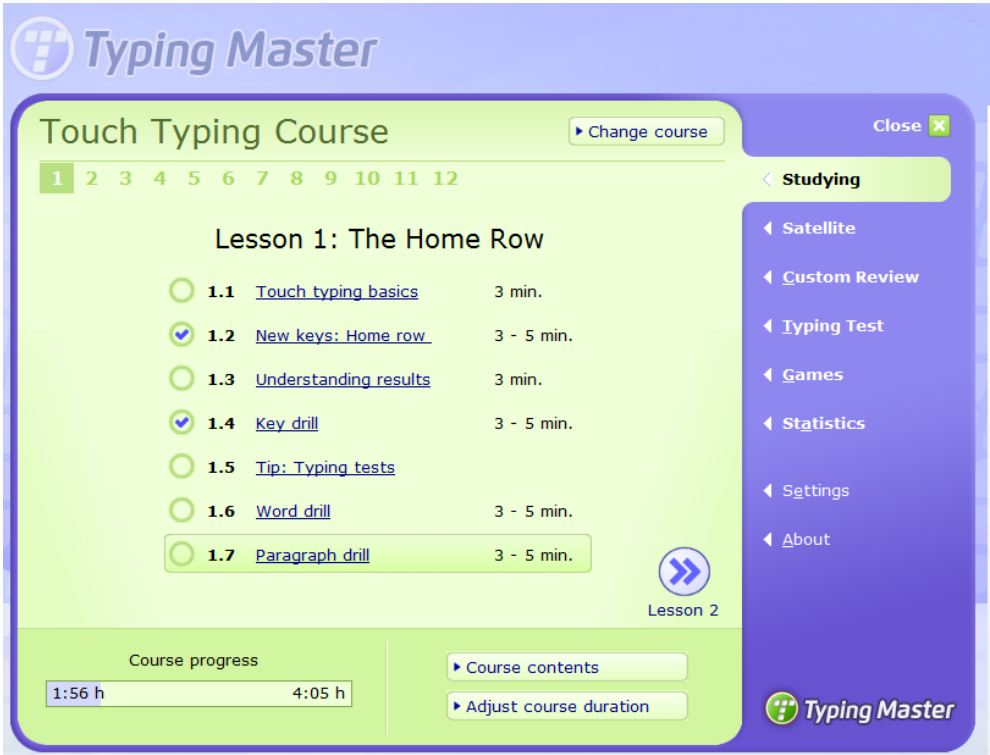 Typing Master
Touch Typing Course
Change course
Close
1 2 3 4 5 6 7 8 9 10 11 12
Lesson 1: The Home Row
1.1 Touch typing basics 3 min.
1.2 New keys: Home row 3 - 5 min.
1.3 Understanding results 3 min.
1.4 Key drill 3 - 5 min.
1.5 Tip: Typing tests
1.6 Word drill 3 - 5 min.
1.7 Paragraph drill 3 - 5 min.
Lesson 2
Course progress
1:56 h 4:05 h
Course contents
Adjust course duration
Studying
Satellite
Custom Review
Typing Test
Games
Statistics
Settings
About
Typing Master